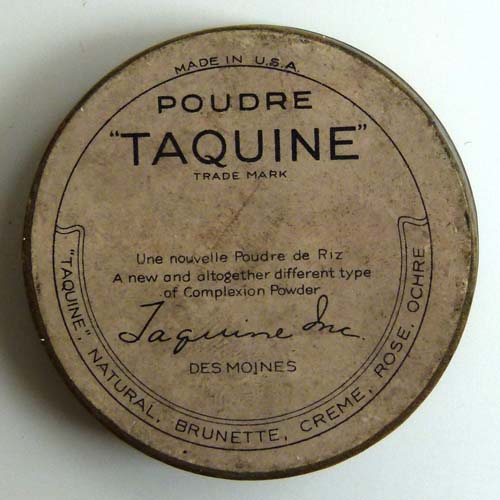 MADE IN U.S.A.
POUDRE
"TAQUINE"
TRADE MARK
Une nouvelle Poudre de Riz
A new and altogether different type
of Complexion Powder
Taquine Inc.
DES MOINES
"TAQUINE", NATURAL, BRUNETTE, CREME, ROSE, OCHRE